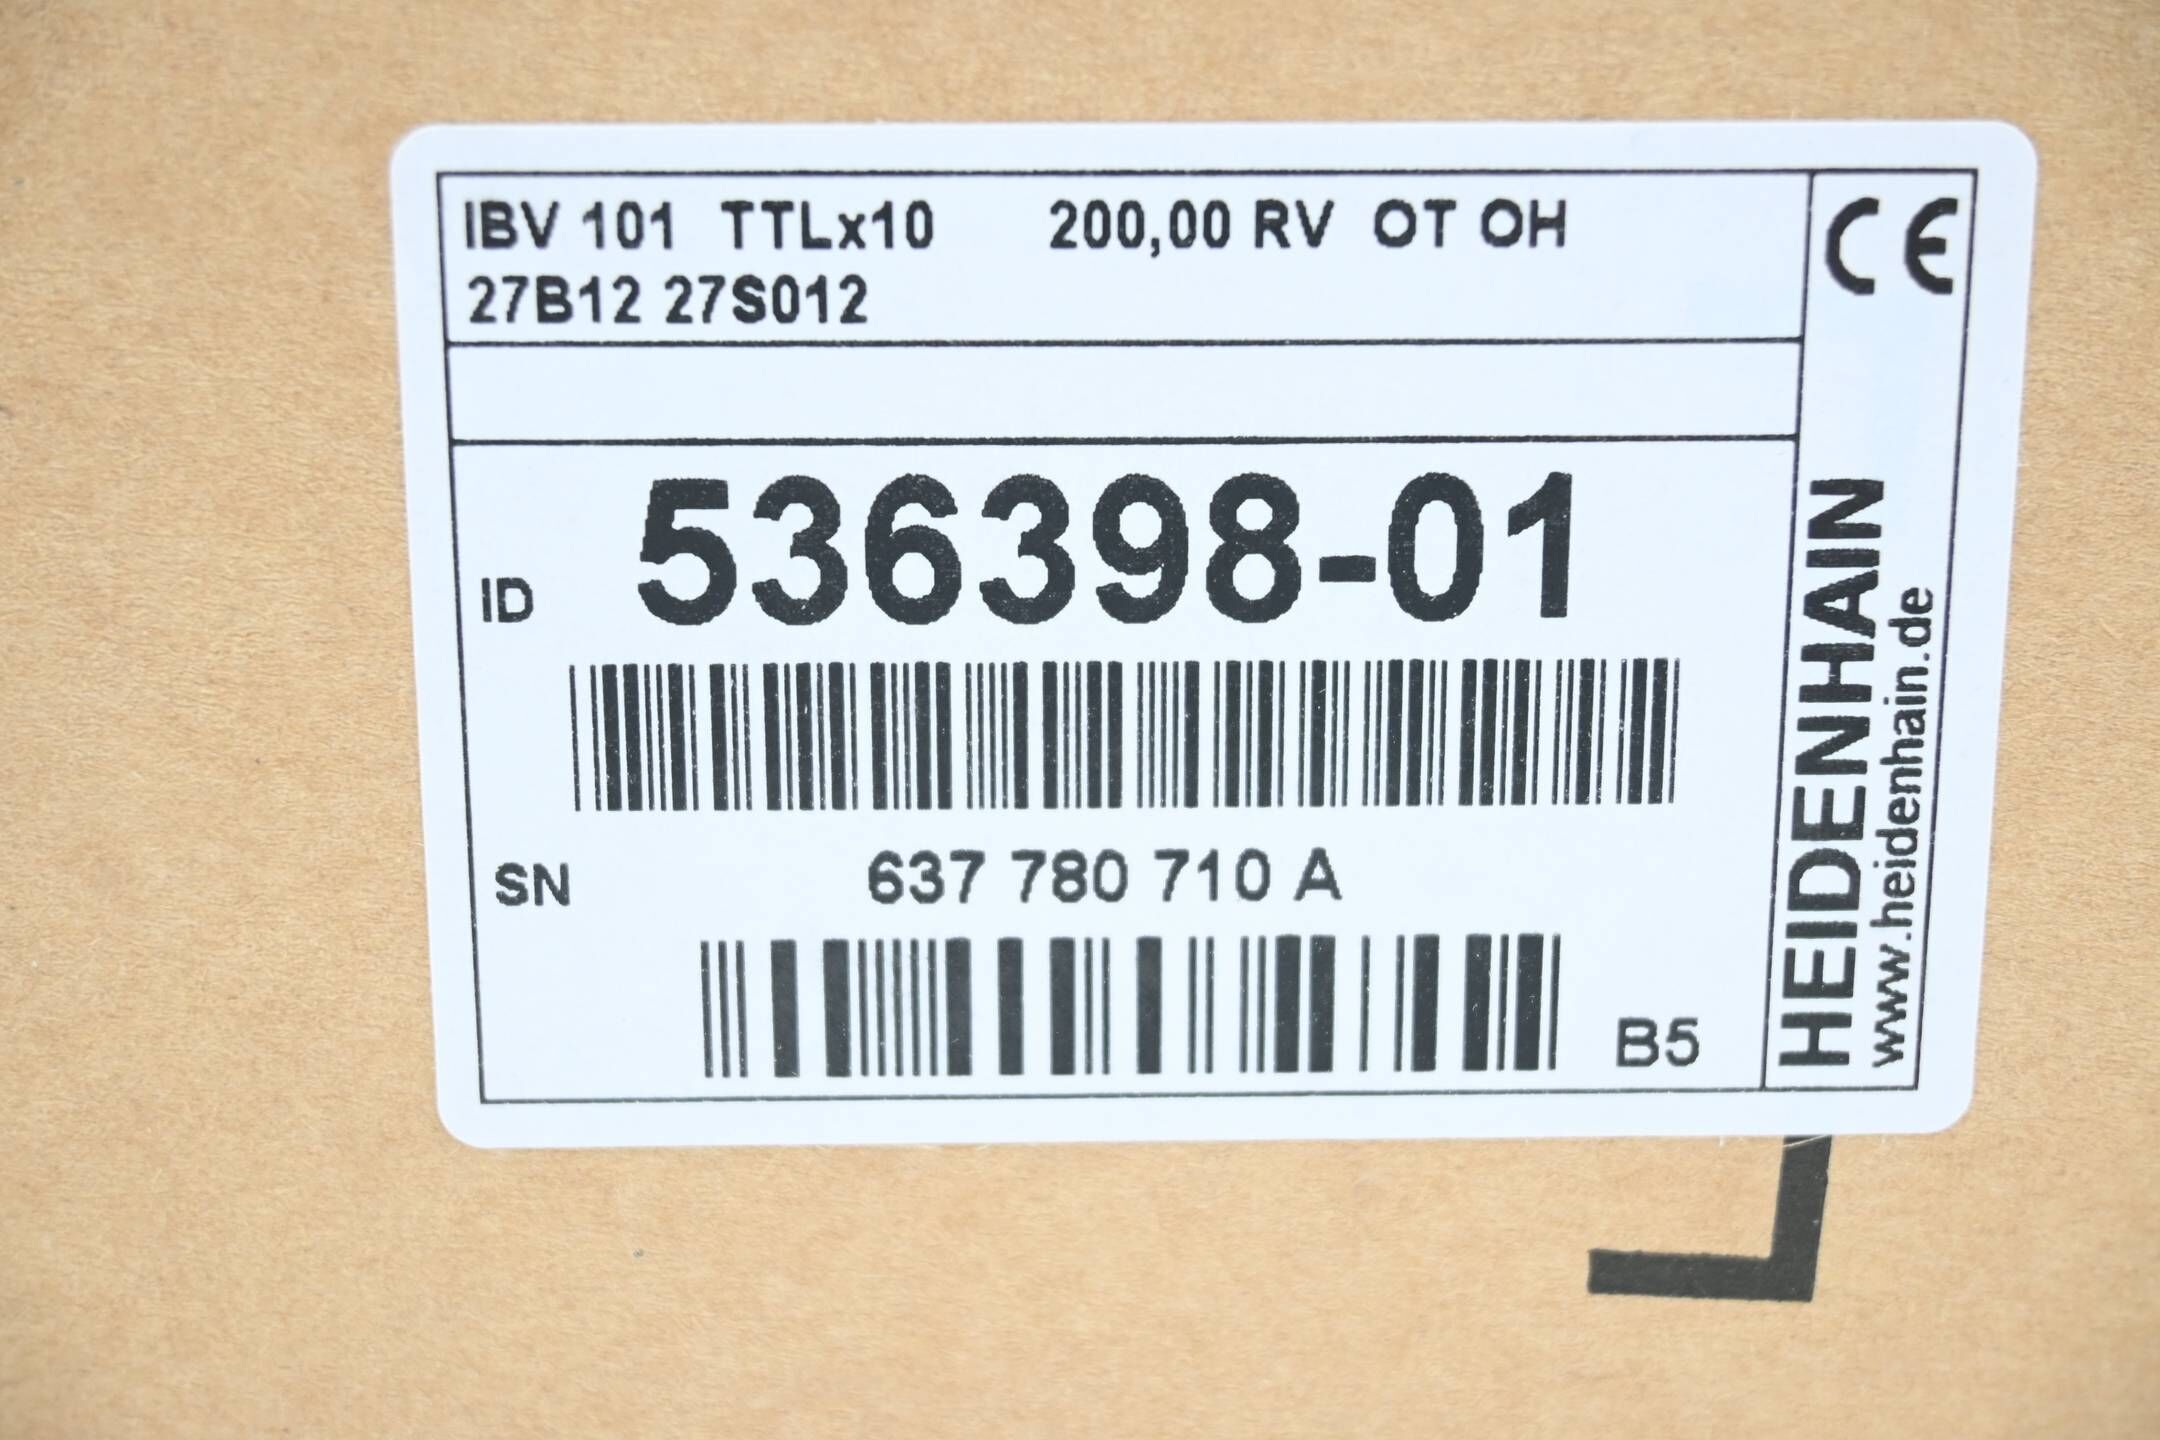 IBV 101 TTLx10 200,00 RV OT OH
27B12 27S012
CE
ID 536398-01
SN 637 780 710 A
B5
HEIDENHAIN
www.heidenhain.de